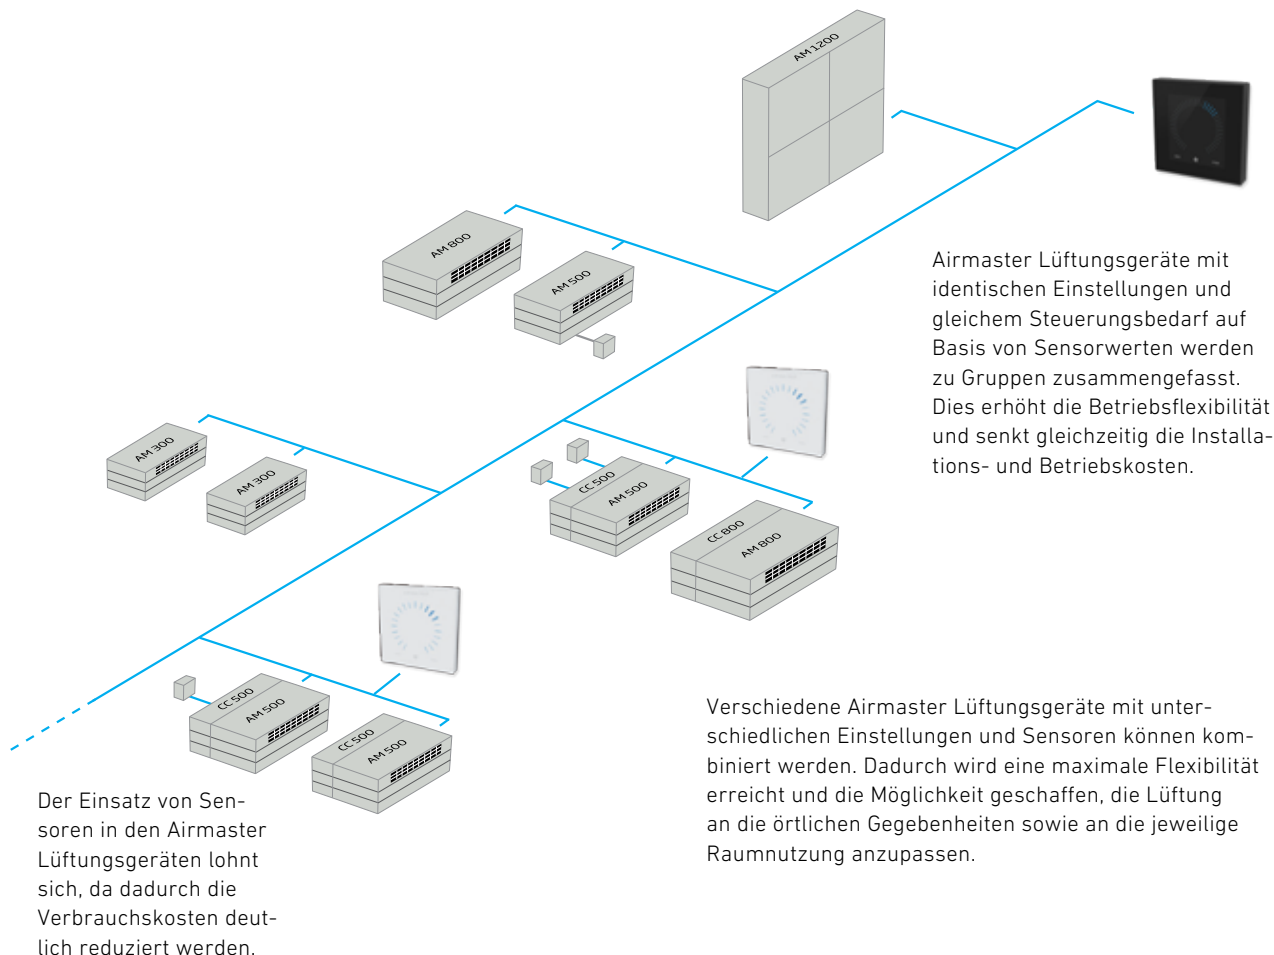 AM 1200
AM 800
AM 500
Airmaster Lüftungsgeräte mit
identischen Einstellungen und
gleichem Steuerungsbedarf auf
Basis von Sensorwerten werden
zu Gruppen zusammengefasst.
Dies erhöht die Betriebsflexibilität
und senkt gleichzeitig die Installa-
tions- und Betriebskosten.
AM 300
AM 300
CC 500
AM 500
CC 800
AM 800
CC 500
AM 500
CC 500
AM 500
Verschiedene Airmaster Lüftungsgeräte mit unter-
schiedlichen Einstellungen und Sensoren können kom-
biniert werden. Dadurch wird eine maximale Flexibilität
erreicht und die Möglichkeit geschaffen, die Lüftung
an die örtlichen Gegebenheiten sowie an die jeweilige
Raumnutzung anzupassen.
Der Einsatz von Sen-
soren in den Airmaster
Lüftungsgeräten lohnt
sich, da dadurch die
Verbrauchskosten deut-
lich reduziert werden.